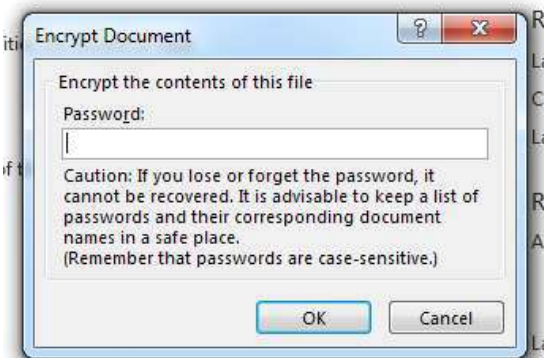 Encrypt Document
Encrypt the contents of this file
Password:
Caution: If you lose or forget the password, it
cannot be recovered. It is advisable to keep a list of
passwords and their corresponding document
names in a safe place.
(Remember that passwords are case-sensitive.)
OK
Cancel